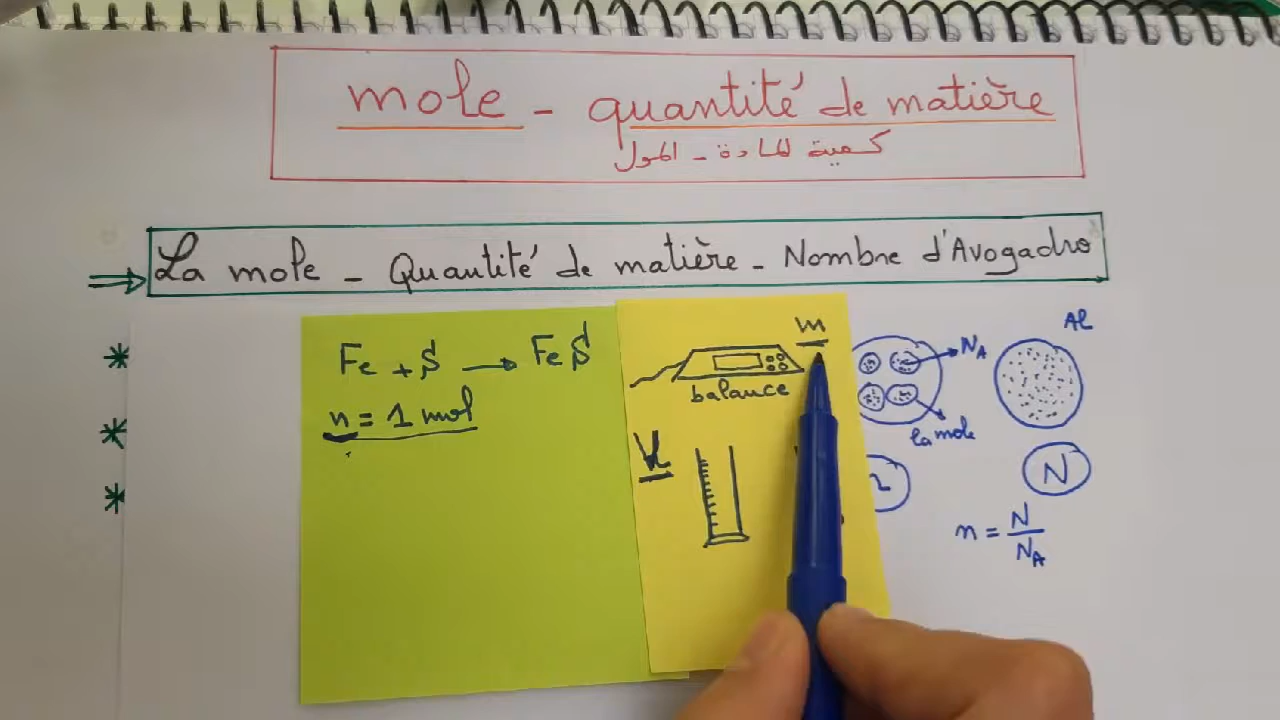 mole - quantité de matière
كمية المادة - المول
La mole - Quantité de matière - Nombre d'Avogadro
Fe + S → FeS
n = 1 mol
m
balance
V
NA
la mole
Al
N
n = N / NA